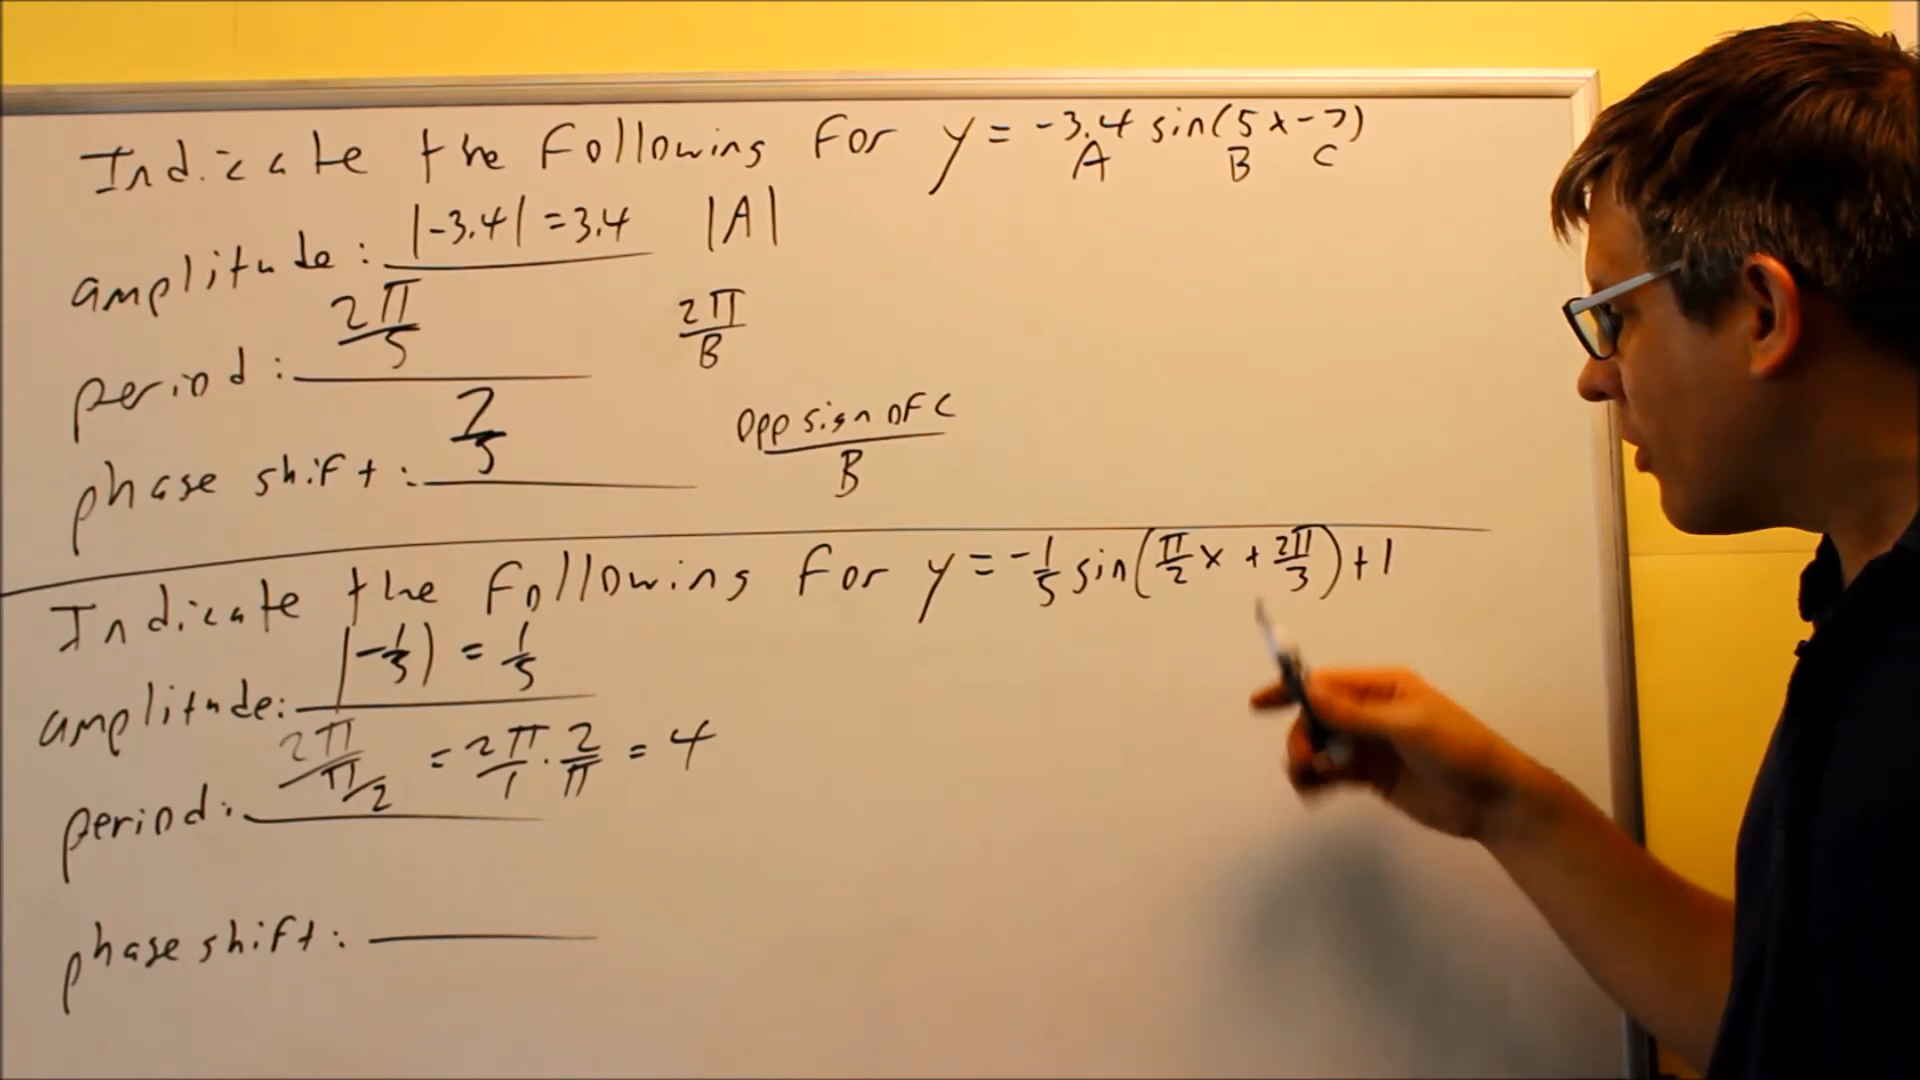 Indicate the following for y = -3.4 sin(5x-7)
A B C
amplitude: |-3.4| = 3.4 |A|
period: 2π/5 2π/B
phase shift: 7/5 opp sign of C/B
Indicate the following for y = -1/5 sin(π/2 x + 2π/3) + 1
amplitude: |-1/5| = 1/5
period: 2π/π/2 = 2π/1 · 2/π = 4
phase shift: